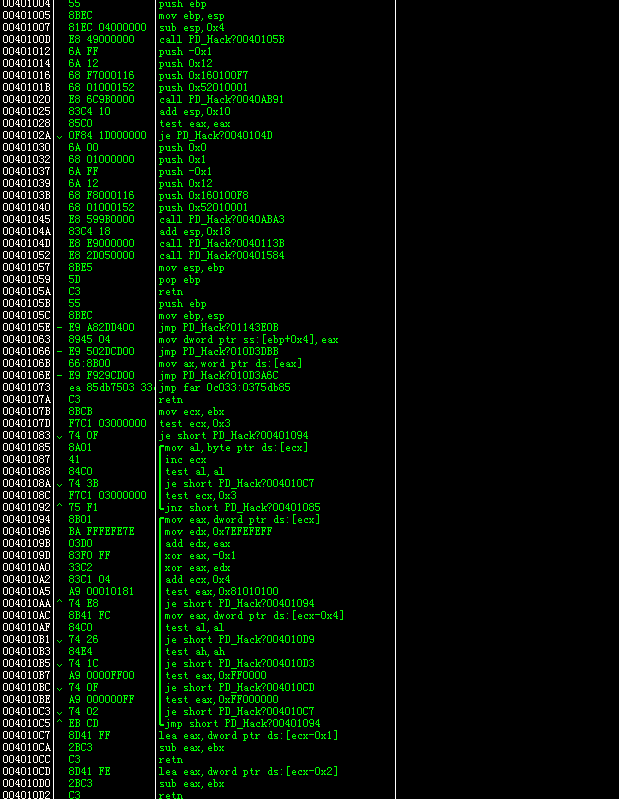 00401004 55 push ebp
00401005 8BEC mov ebp,esp
00401007 81EC 04000000 sub esp,0x4
0040100D E8 49000000 call PD_Hack?0040105B
00401012 6A FF push -0x1
00401014 6A 12 push 0x12
00401016 68 F7000116 push 0x160100F7
0040101B 68 01000152 push 0x52010001
00401020 E8 6C9B0000 call PD_Hack?0040AB91
00401025 83C4 10 add esp,0x10
00401028 85C0 test eax,eax
0040102A 0F84 1D000000 je PD_Hack?0040104D
00401030 6A 00 push 0x0
00401032 68 01000000 push 0x1
00401037 6A FF push -0x1
00401039 6A 12 push 0x12
0040103B 68 F8000116 push 0x160100F8
00401040 68 01000152 push 0x52010001
00401045 E8 599B0000 call PD_Hack?0040ABA3
0040104A 83C4 18 add esp,0x18
0040104D E8 E9000000 call PD_Hack?0040113B
00401052 E8 2D050000 call PD_Hack?00401584
00401057 8BE5 mov esp,ebp
00401059 5D pop ebp
0040105A C3 retn
0040105B 55 push ebp
0040105C 8BEC mov ebp,esp
0040105E - E9 A82DD400 jmp PD_Hack?01143E0B
00401063 8945 04 mov dword ptr ss:[ebp+0x4],eax
00401066 - E9 502DCD00 jmp PD_Hack?010D3DBB
0040106B 66:8B00 mov ax,word ptr ds:[eax]
0040106E - E9 F929CD00 jmp PD_Hack?010D3A6C
00401073 ea 85db7503 33 jmp far 0c033:0375db85
0040107A C3 retn
0040107B 8BCB mov ecx,ebx
0040107D F7C1 03000000 test ecx,0x3
00401083 74 0F je short PD_Hack?00401094
00401085 8A01 mov al,byte ptr ds:[ecx]
00401087 41 inc ecx
00401088 84C0 test al,al
0040108A 74 3B je short PD_Hack?004010C7
0040108C F7C1 03000000 test ecx,0x3
00401092 ^ 75 F1 jnz short PD_Hack?00401085
00401094 8B01 mov eax,dword ptr ds:[ecx]
00401096 BA FFFEFE7E mov edx,0x7EFEFEFF
0040109B 03D0 add edx,eax
0040109D 83F0 FF xor eax,-0x1
004010A0 33C2 xor eax,edx
004010A2 83C1 04 add ecx,0x4
004010A5 A9 00010181 test eax,0x81010100
004010AA ^ 74 E8 je short PD_Hack?00401094
004010AC 8B41 FC mov eax,dword ptr ds:[ecx-0x4]
004010AF 84C0 test al,al
004010B1 74 26 je short PD_Hack?004010D9
004010B3 84E4 test ah,ah
004010B5 74 1C je short PD_Hack?004010D3
004010B7 A9 0000FF00 test eax,0xFF0000
004010BC 74 0F je short PD_Hack?004010CD
004010BE A9 000000FF test eax,0xFF000000
004010C3 74 02 je short PD_Hack?004010C7
004010C5 ^ EB CD jmp short PD_Hack?00401094
004010C7 8D41 FF lea eax,dword ptr ds:[ecx-0x1]
004010CA 2BC3 sub eax,ebx
004010CC C3 retn
004010CD 8D41 FE lea eax,dword ptr ds:[ecx-0x2]
004010D0 2BC3 sub eax,ebx
004010D2 C3 retn